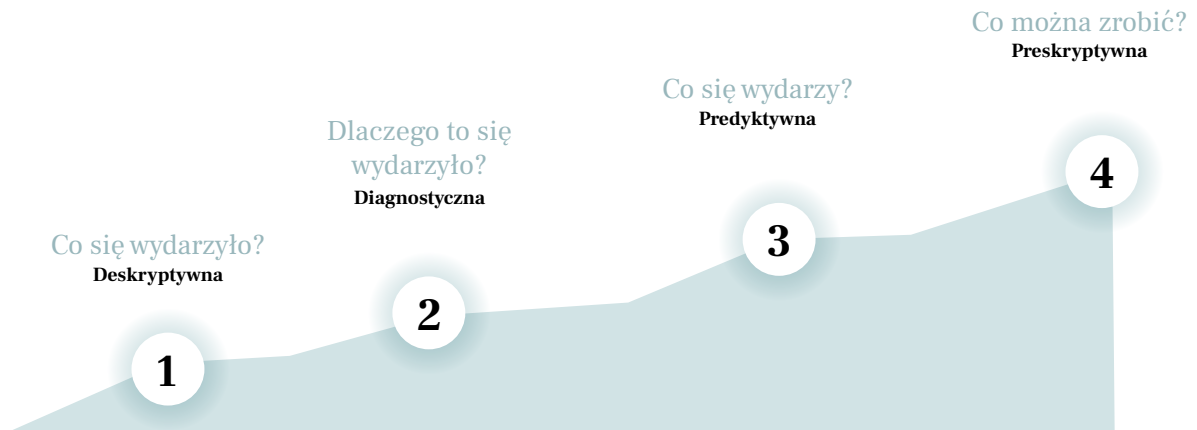 Co się wydarzyło?
Deskryptywna
1
Dlaczego to się
wydarzyło?
Diagnostyczna
2
Co się wydarzy?
Predyktywna
3
Co można zrobić?
Preskryptywna
4